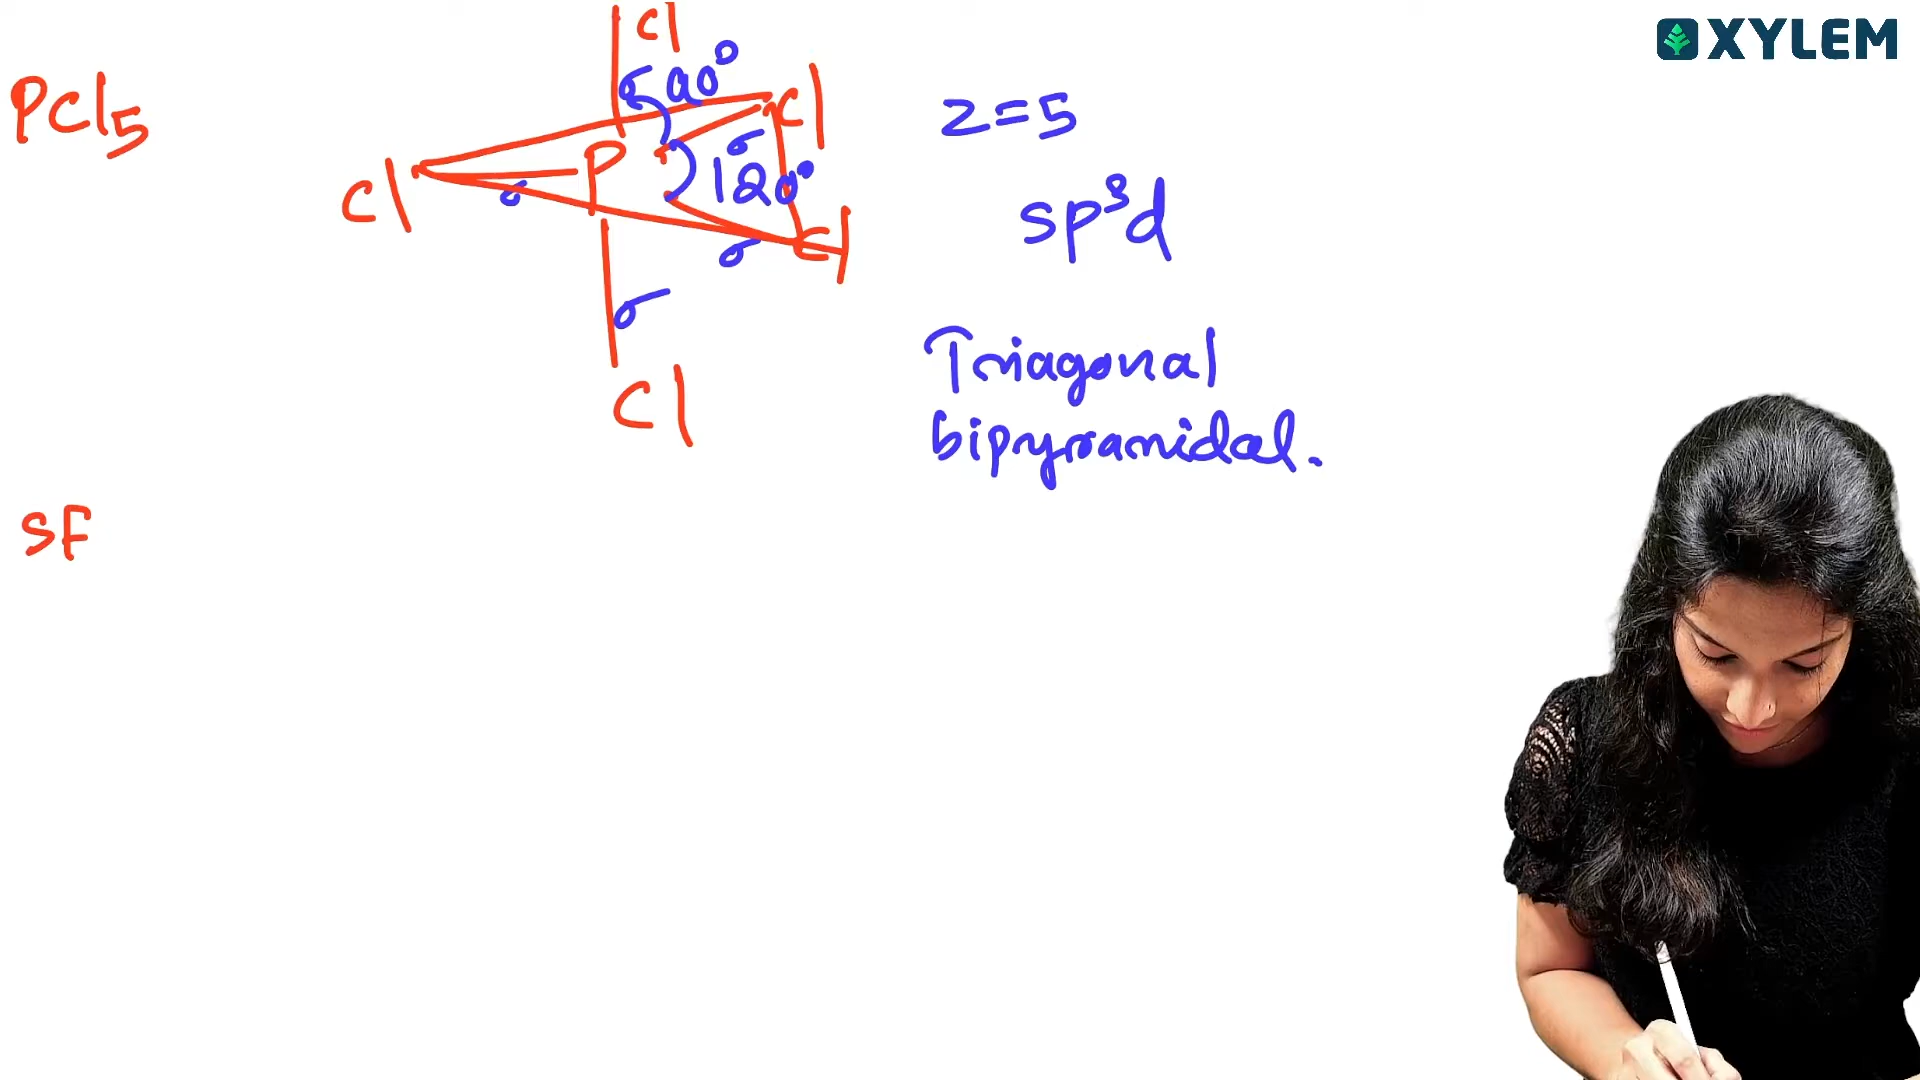 XYLEM
PCl5
Cl
σ 90°
Cl
P
σ
120°
Cl
σ
Cl
σ
σ
Cl
z=5
sp³d
Triagonal
bipyramidal.
SF